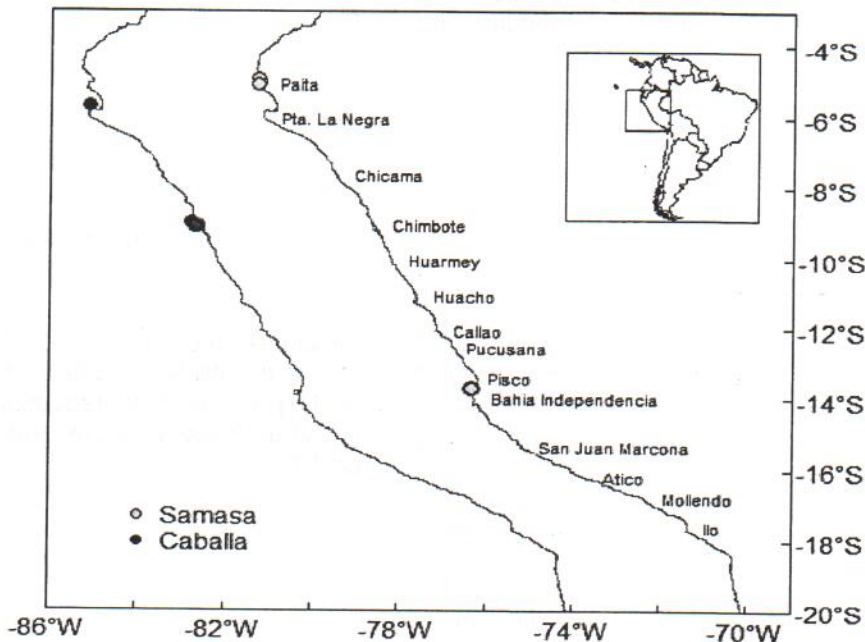 -4°S
Paita
Pta. La Negra
-6°S
Chicama
-8°S
Chimbote
Huarmey
-10°S
Huacho
Callao
-12°S
Pucusana
Pisco
Bahia Independencia
-14°S
San Juan Marcona
Atico
-16°S
Mollendo
Samasa
Ilo
Caballa
-18°S
-20°S
-86°W -82°W -78°W -74°W -70°W